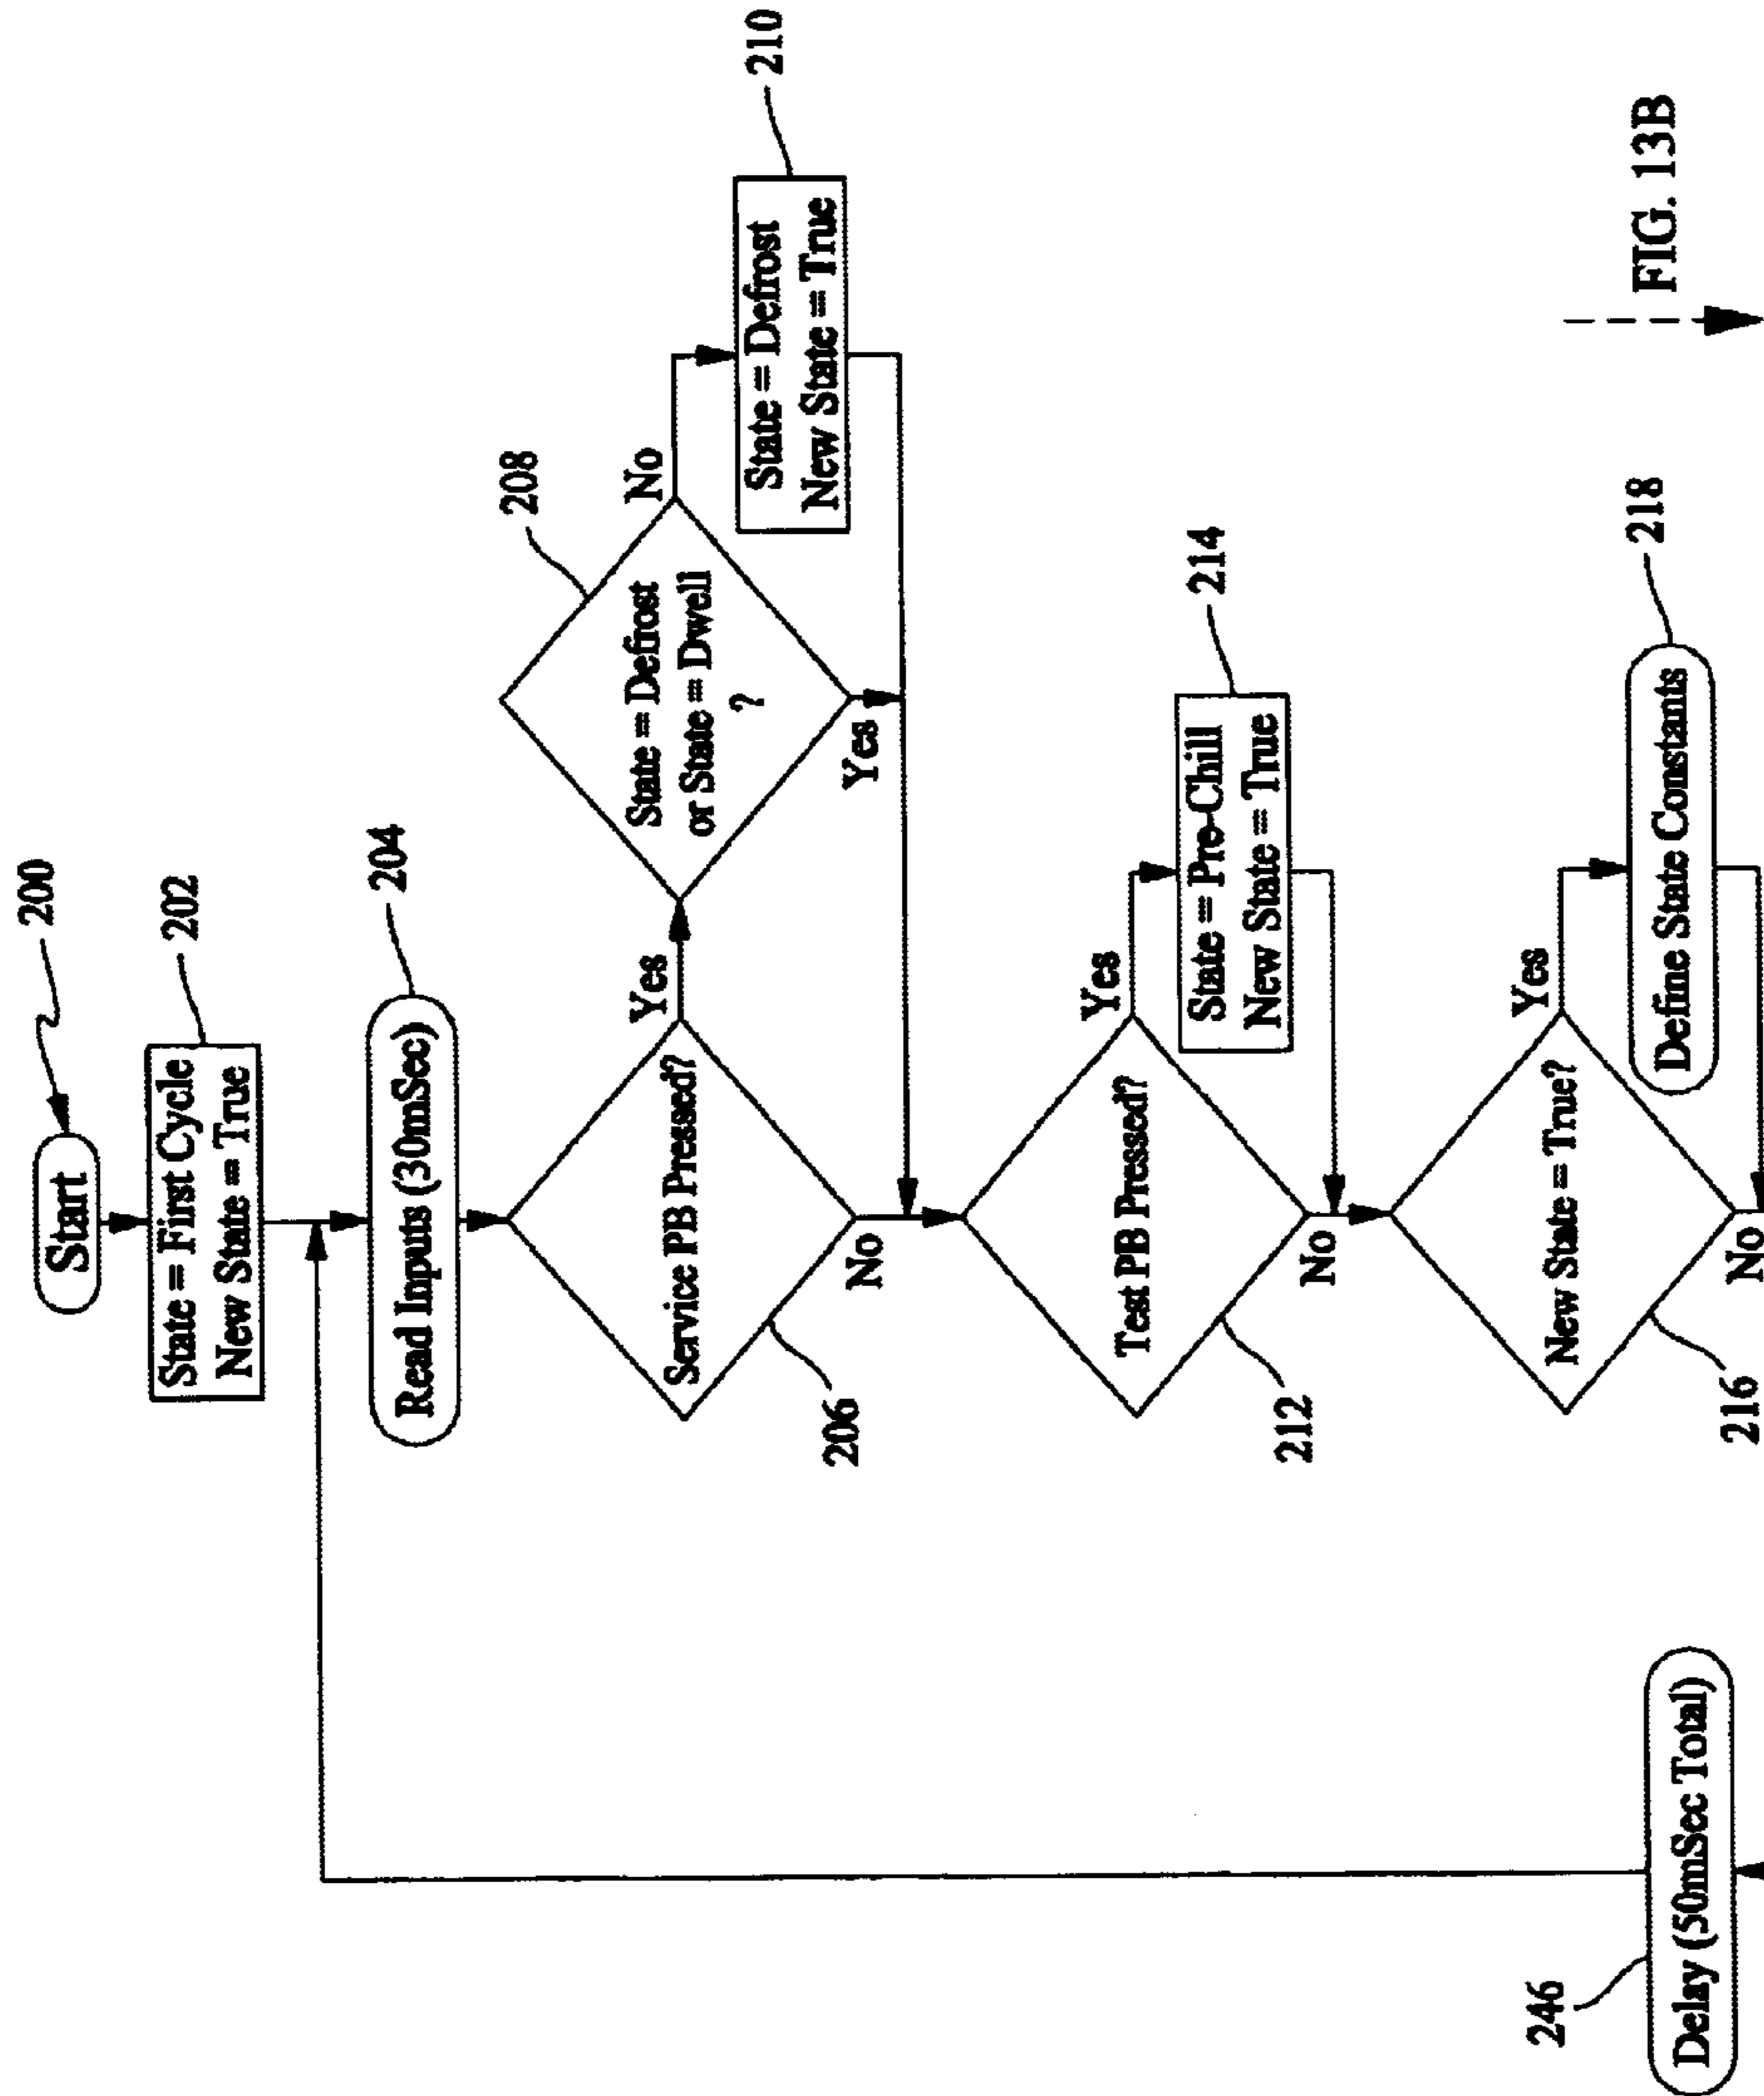 200
Start
202
State = First Cycle
New State = True
204
Read Inputs (30mSec)
206
Service PB Pressed?
Yes
No
208
State = Defrost
or State = Dwell
?
No
Yes
210
State = Defrost
New State = True
212
Test PB Pressed?
Yes
No
214
State = Pre-Chill
New State = True
216
New State = True?
Yes
No
218
Define State Constants
246
Delay (50mSec Total)
FIG. 13B